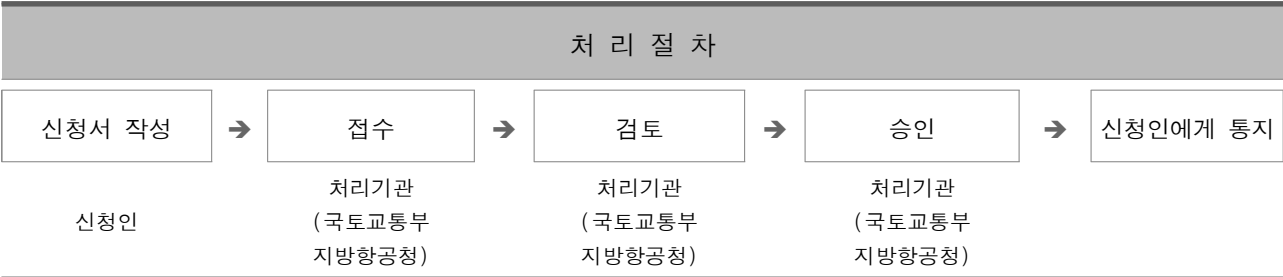 처 리 절 차
신청서 작성 ➔ 접수 ➔ 검토 ➔ 승인 ➔ 신청인에게 통지
처리기관 처리기관 처리기관
신청인 (국토교통부 (국토교통부 (국토교통부
지방항공청) 지방항공청) 지방항공청)